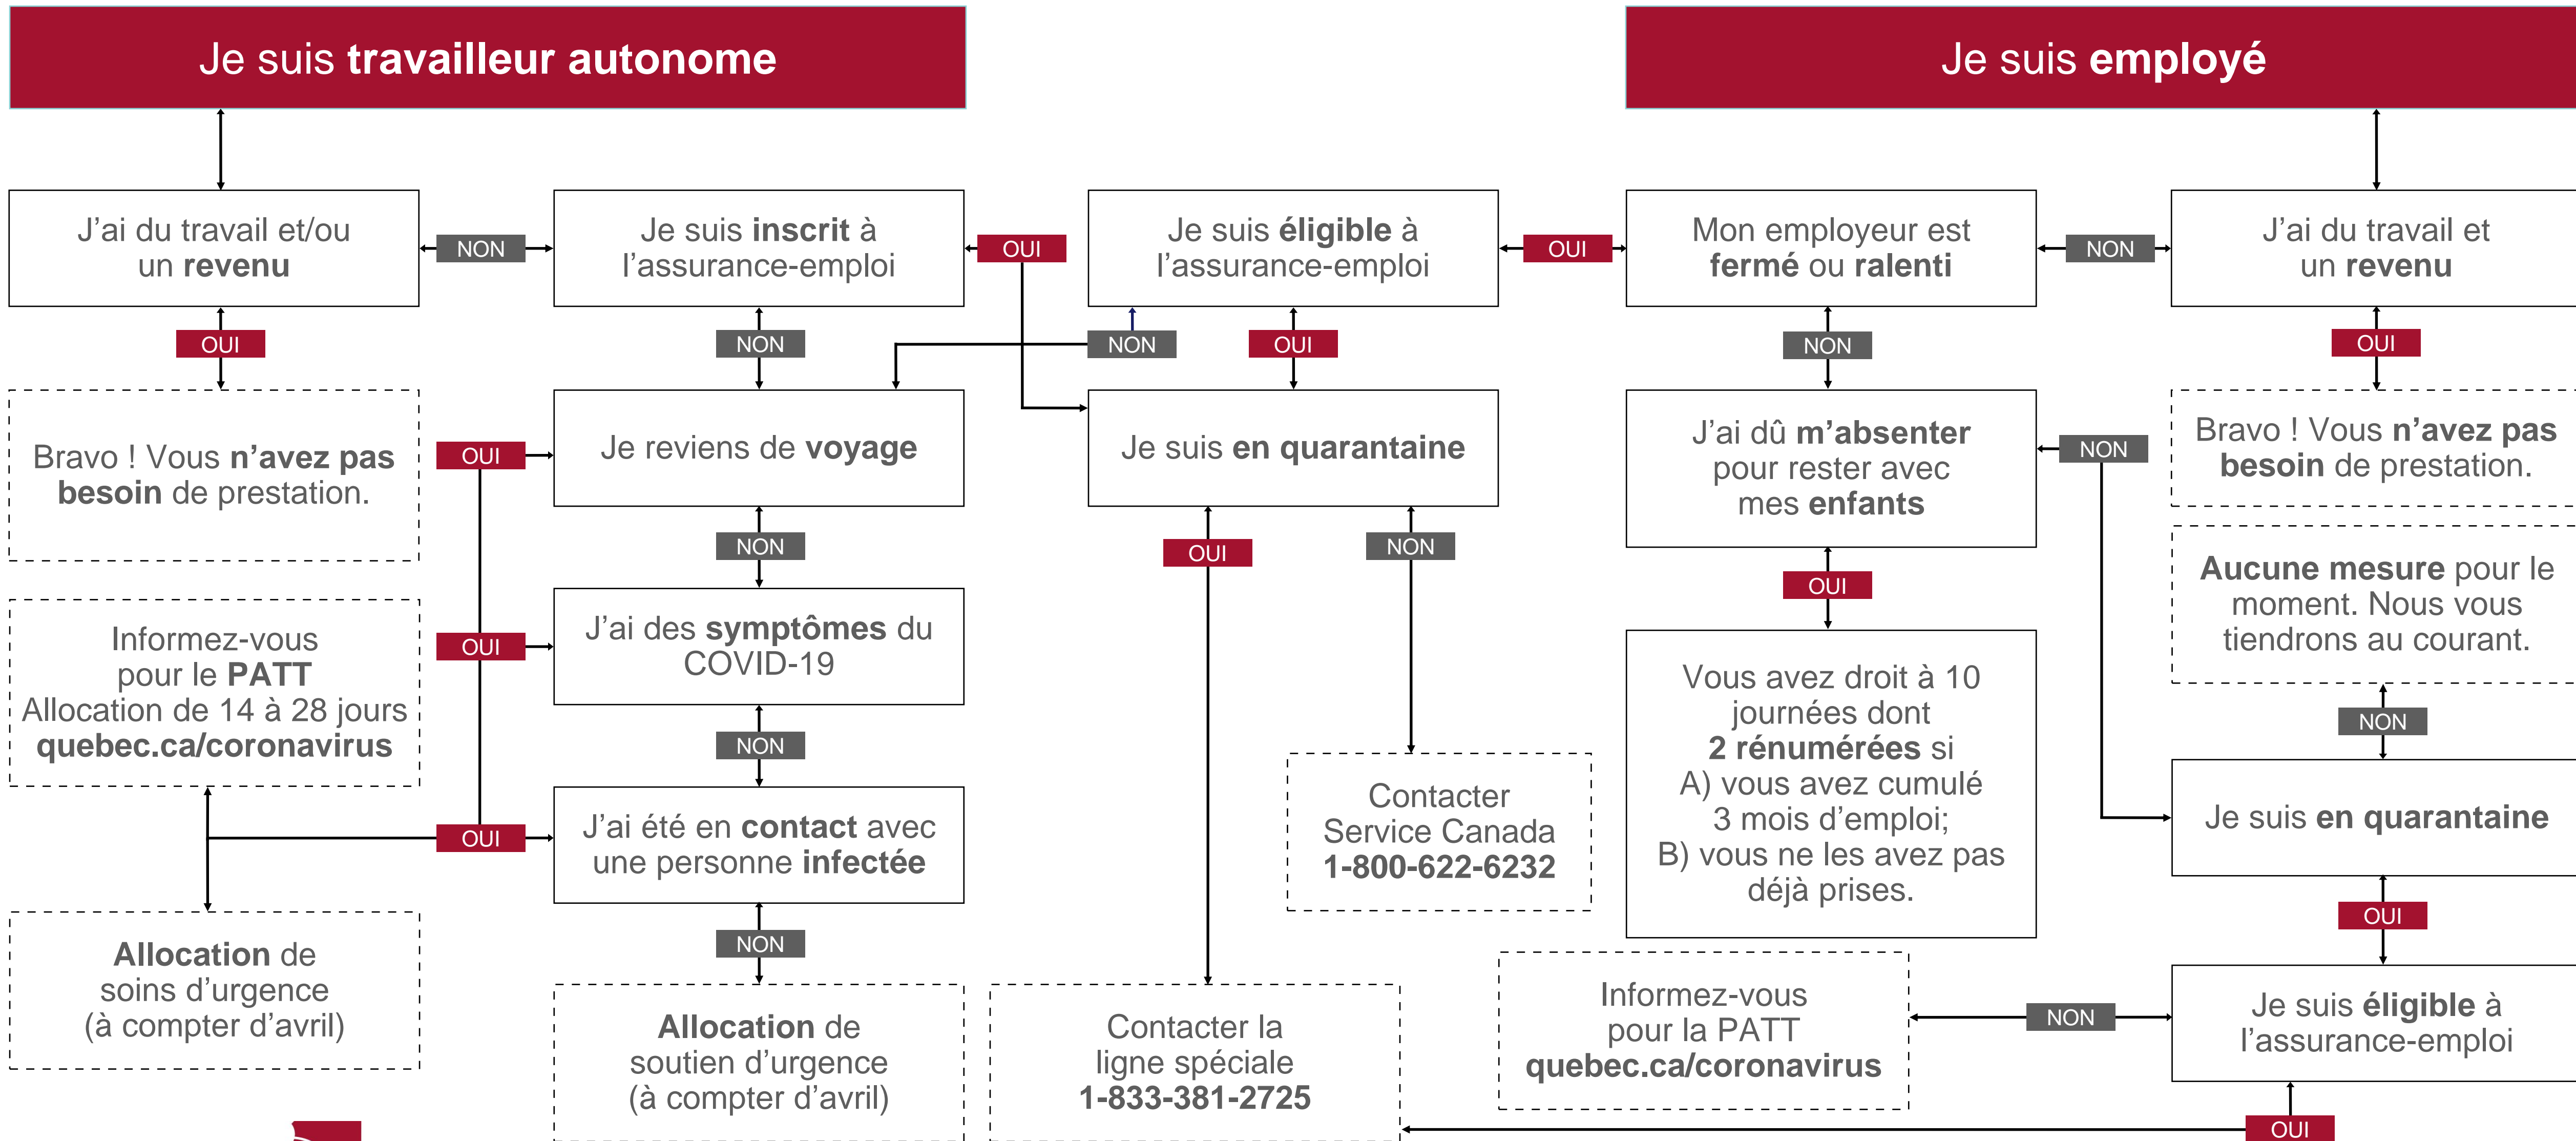 Je suis travailleur autonome
Je suis employé
J'ai du travail et/ou
un revenu
NON
Je suis inscrit à
l'assurance-emploi
OUI
Je suis éligible à
l'assurance-emploi
OUI
Mon employeur est
fermé ou ralenti
NON
J'ai du travail et
un revenu
OUI
NON
NON
OUI
NON
OUI
Bravo ! Vous n'avez pas
besoin de prestation.
OUI
Je reviens de voyage
Je suis en quarantaine
J'ai dû m'absenter
pour rester avec
mes enfants
NON
Bravo ! Vous n'avez pas
besoin de prestation.
NON
OUI
NON
OUI
Aucune mesure pour le
moment. Nous vous
tiendrons au courant.
Informez-vous
pour le PATT
Allocation de 14 à 28 jours
quebec.ca/coronavirus
OUI
J'ai des symptômes du
COVID-19
NON
Vous avez droit à 10
journées dont
2 rénumérées si
A) vous avez cumulé
3 mois d'emploi;
B) vous ne les avez pas
déjà prises.
NON
Contacter
Service Canada
1-800-622-6232
OUI
J'ai été en contact avec
une personne infectée
Je suis en quarantaine
NON
OUI
Allocation de
soins d'urgence
(à compter d'avril)
Allocation de
soutien d'urgence
(à compter d'avril)
Contacter la
ligne spéciale
1-833-381-2725
Informez-vous
pour la PATT
quebec.ca/coronavirus
NON
Je suis éligible à
l'assurance-emploi
OUI